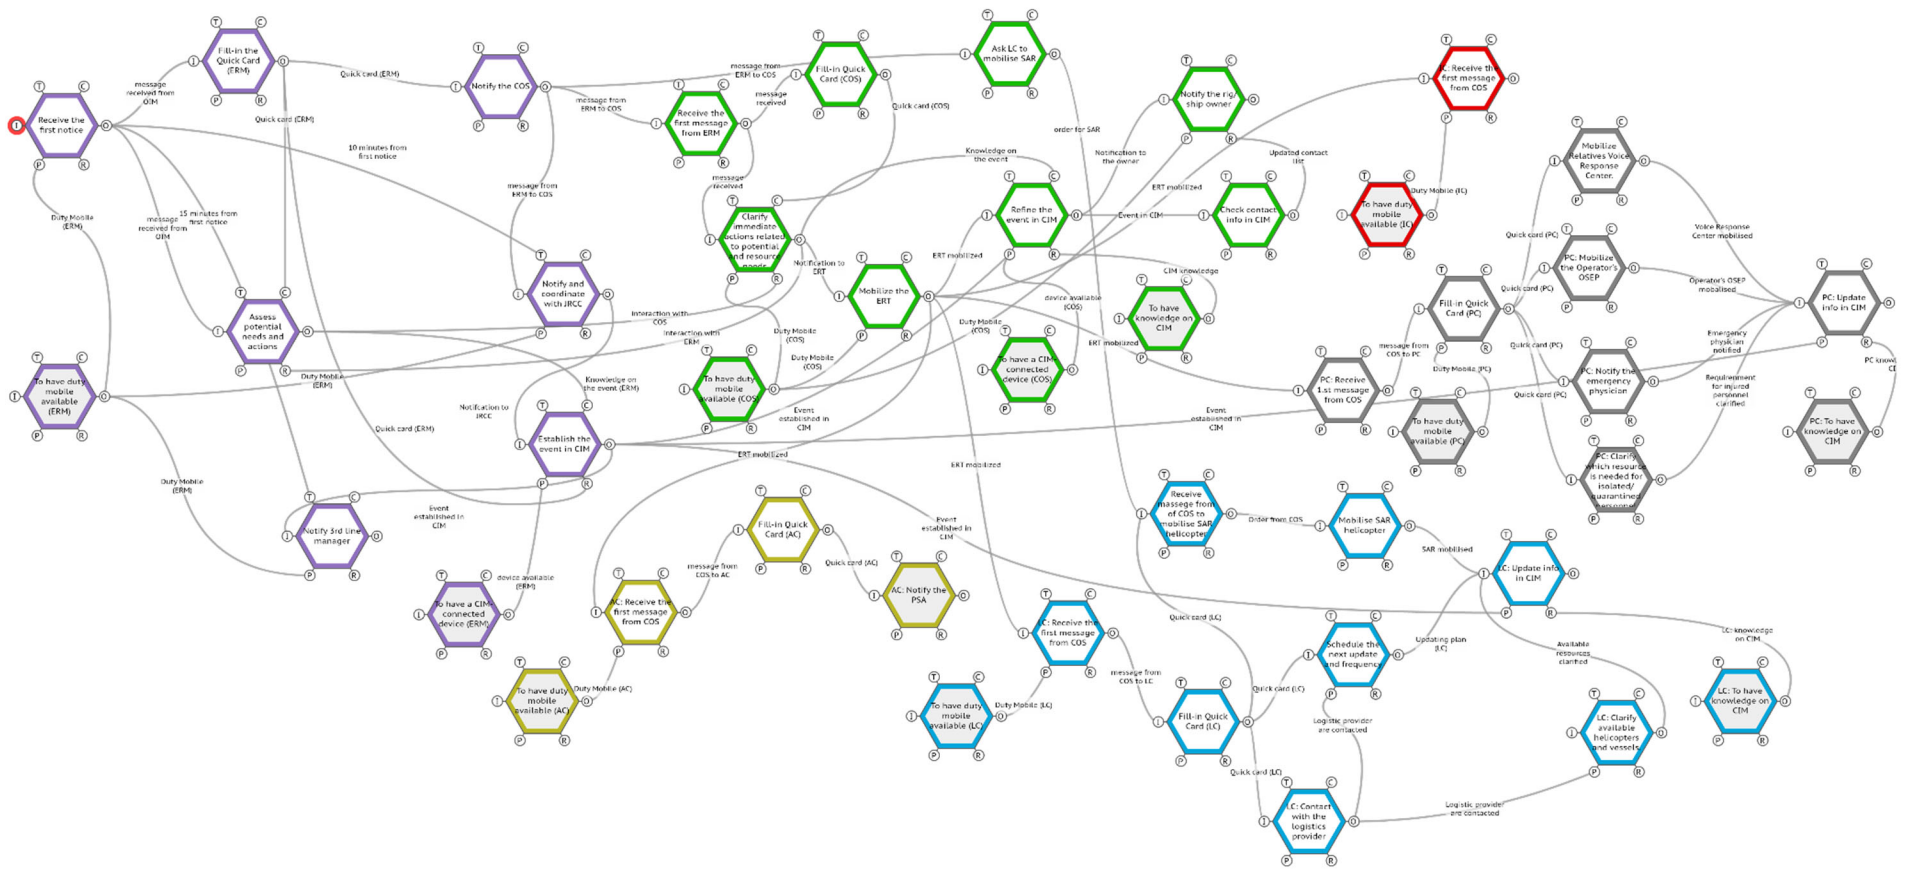 Receive the
first notice
Fill-in the
Quick Card
(ERM)
Notify the COS
Receive the
first message
from ERM
Fill-in Quick
Card (COS)
Ask LC to
mobilise SAR
Notify the rig/
ship owner
IC: Receive the
first message
from COS
Mobilize
Relatives Voice
Response
Center.
message
received from
OIM
Quick card (ERM)
Quick card (ERM)
message from
ERM to COS
message from
ERM to COS
message
received
Quick card (COS)
order for SAR
10 minutes from
first notice
message from
ERM to COS
message
received
Knowledge on
the event
Notification to
the owner
Updated contact
list
ERT mobilized
Duty Mobile (IC)
Duty Mobile
(ERM)
message
received from
OIM
15 minutes from
first notice
Clarify
immediate
actions related
to potential
and resource
needs
Refine the
event in CIM
Event in CIM
Check contact
info in CIM
To have duty
mobile
available (IC)
Quick card (PC)
Voice Response
Center mobilised
PC: Mobilize
the Operator's
OSEP
Operator's OSEP
mobalised
Notify and
coordinate
with JRCC
Notification to
ERT
ERT mobilized
Mobilize the
ERT
CIM knowledge
To have
knowledge on
CIM
device available
(COS)
Quick card (PC)
Fill-in Quick
Card (PC)
PC: Update
info in CIM
Assess
potential
needs and
actions
Interaction with
COS
Interaction with
ERM
Duty Mobile
(COS)
Duty Mobile
(COS)
Duty Mobile
(COS)
ERT mobilized
message from
COS to PC
Quick card (PC)
Emergency
physician
notified
To have duty
mobile
available (ERM)
Duty Mobile
(ERM)
Knowledge on
the event (ERM)
To have duty
mobile
available (COS)
To have a CIM-
connected
device (COS)
PC: Receive
1.st message
from COS
Duty Mobile (PC)
PC: Notify the
emergency
physician
Quick card (PC)
Requirement
for injured
personnel
clarified
Notifcation to
JRCC
Quick card (ERM)
Establish the
event in CIM
Event
established in
CIM
Event
established in
CIM
To have duty
mobile
available (PC)
PC: To have
knowledge on
CIM
ERT mobilized
ERT mobilized
Duty Mobile
(ERM)
PC: Clarify
which resource
is needed for
isolated/
quarantined
personnel
Notify 3rd line
manager
Event
established in
CIM
Fill-in Quick
Card (AC)
Event
established in
CIM
Receive
massege from
of COS to
mobilise SAR
helicopter
Order from COS
Mobilise SAR
helicopter
SAR mobilised
LC: Update info
in CIM
device available
(ERM)
message from
COS to AC
Quick card (AC)
AC: Notify the
PSA
To have a CIM-
connected
device (ERM)
AC: Receive the
first message
from COS
LC: Receive the
first message
from COS
Quick card (LC)
Schedule the
next update
and frequency
Updating plan
(LC)
Available
resources
clarified
LC: knowledge
on CIM
To have duty
mobile
available (AC)
Duty Mobile (AC)
To have duty
mobile
available (LC)
Duty Mobile (LC)
message from
COS to LC
Quick card (LC)
Fill-in Quick
Card (LC)
Logistic provider
are contacted
LC: Clarify
available
helicopters
and vessels
LC: To have
knowledge on
CIM
Quick card (LC)
LC: Contact
with the
logistics
provider
Logistic provider
are contacted